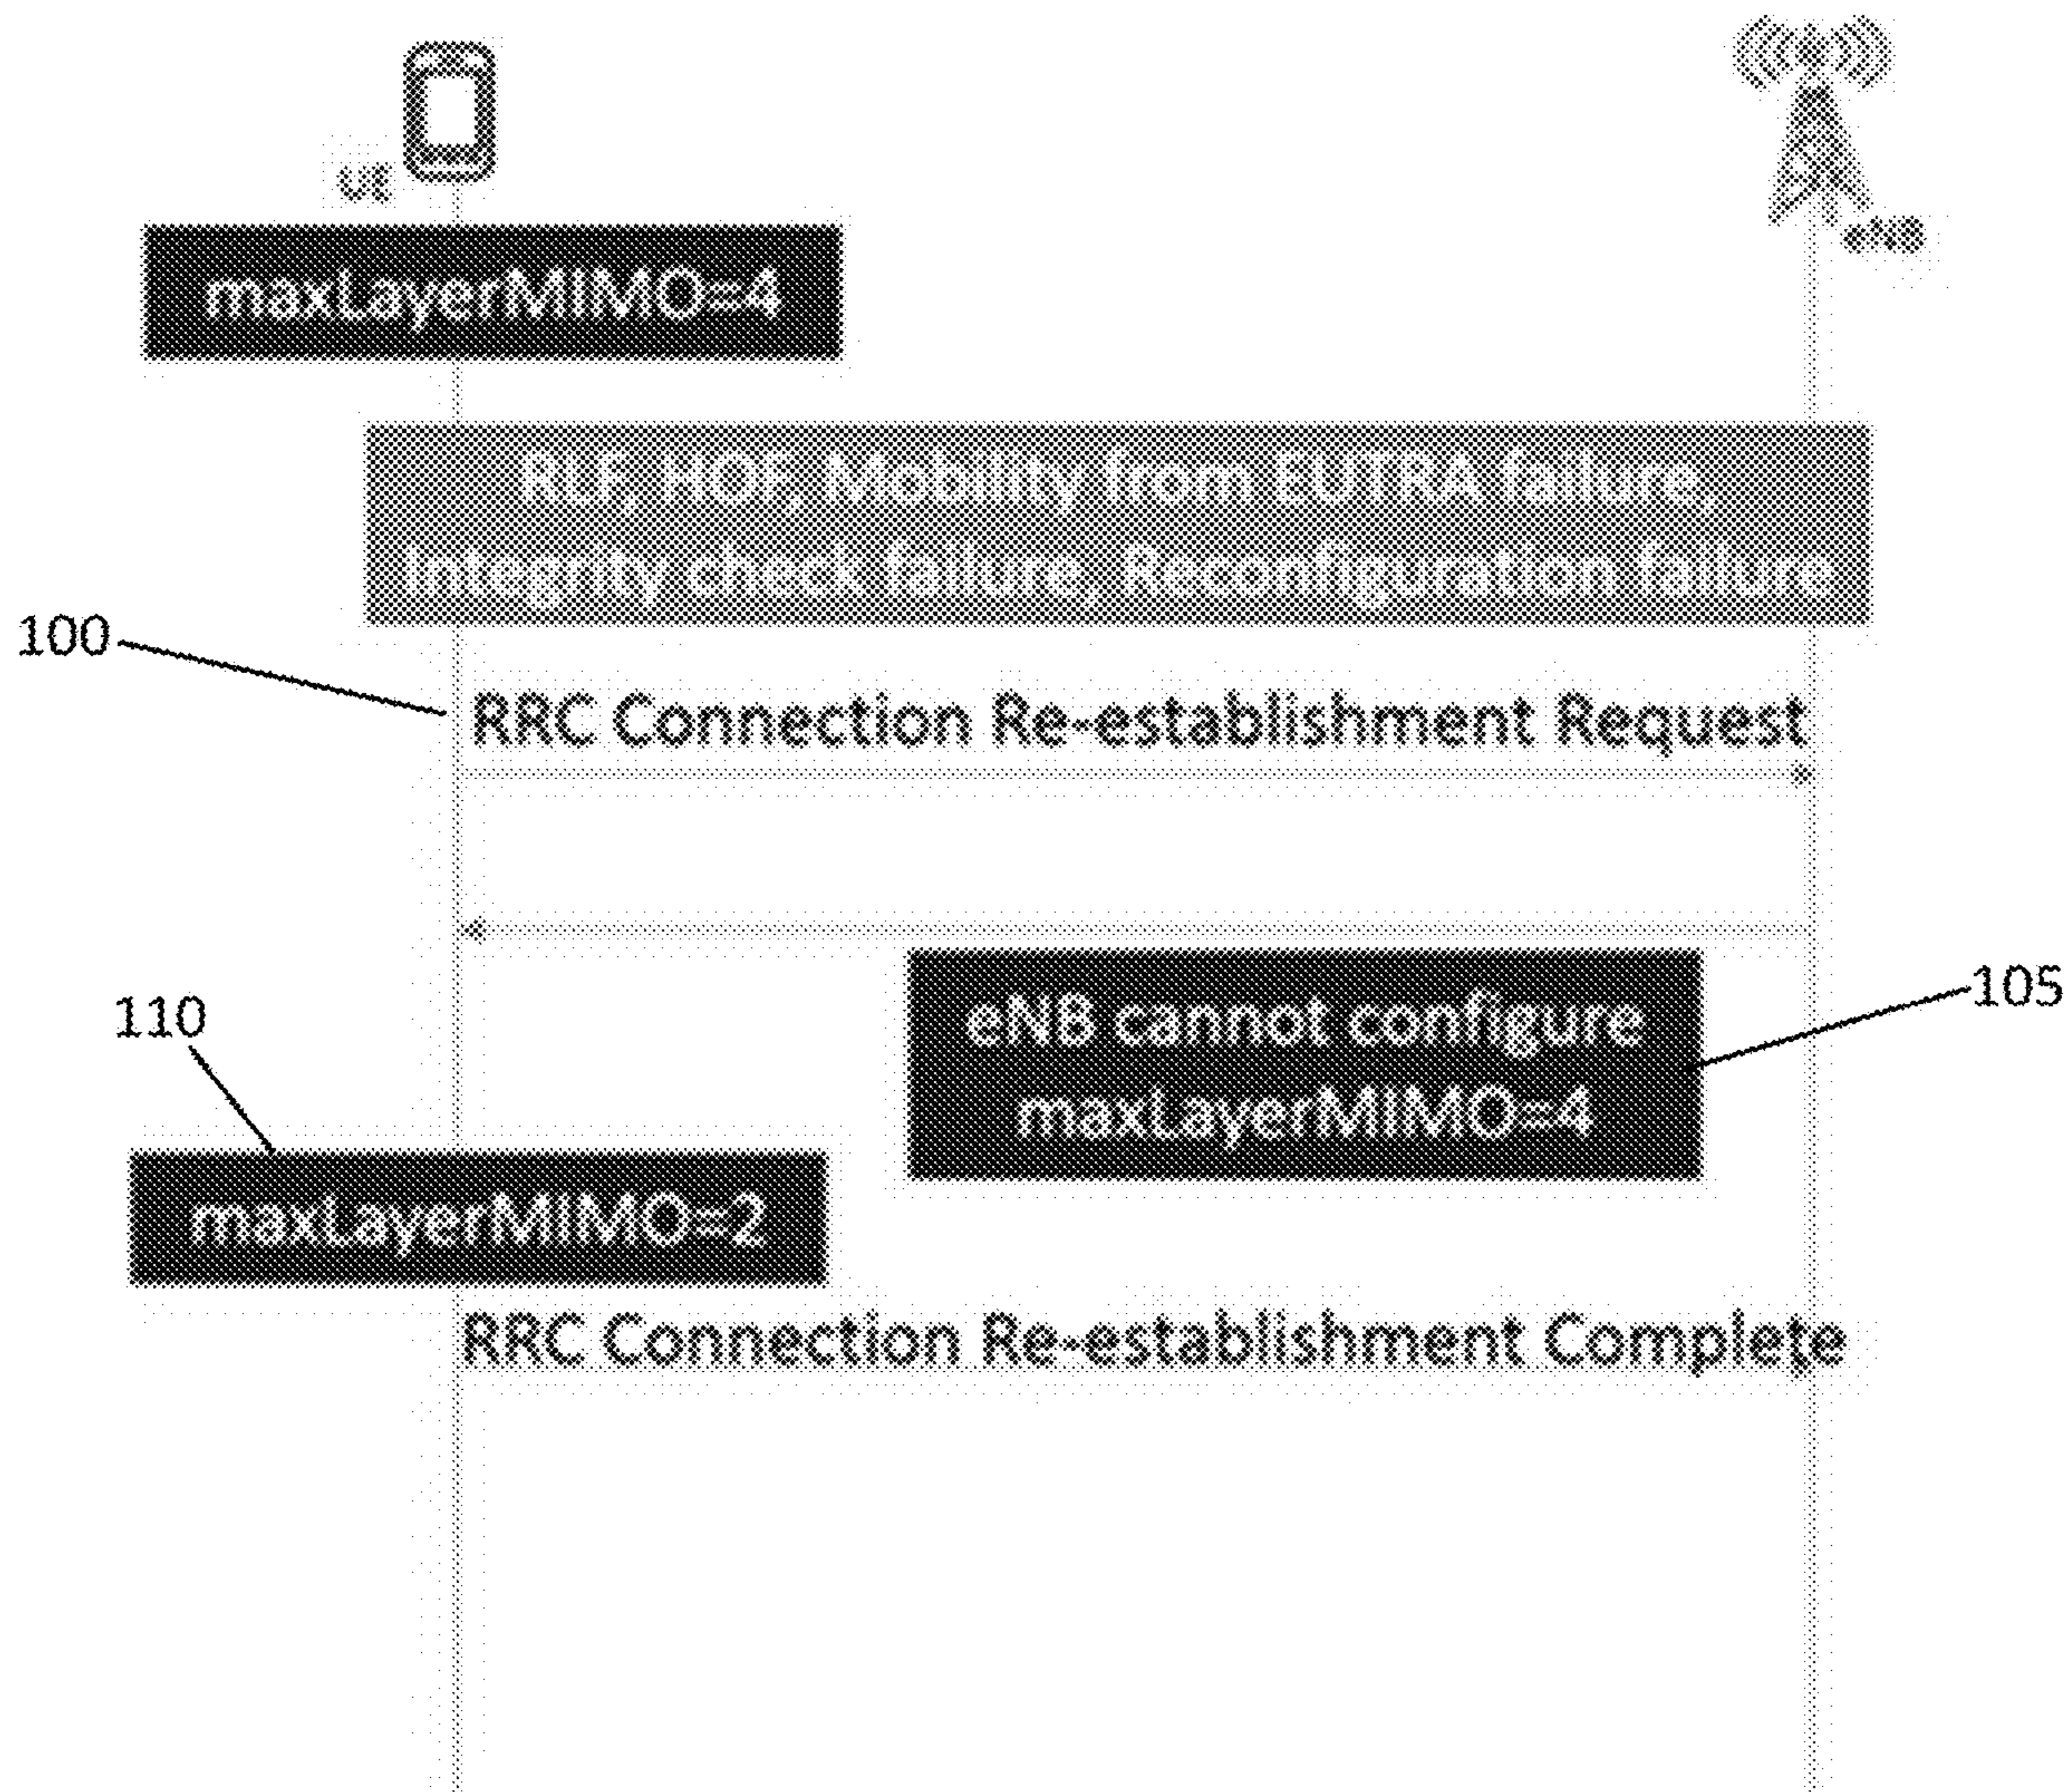 UE
eNB
maxLayerMIMO=4
RLF, HOF, Mobility from EUTRA failure,
Integrity check failure, Reconfiguration failure
100
RRC Connection Re-establishment Request
105
eNB cannot configure
maxLayerMIMO=4
110
maxLayerMIMO=2
RRC Connection Re-establishment Complete